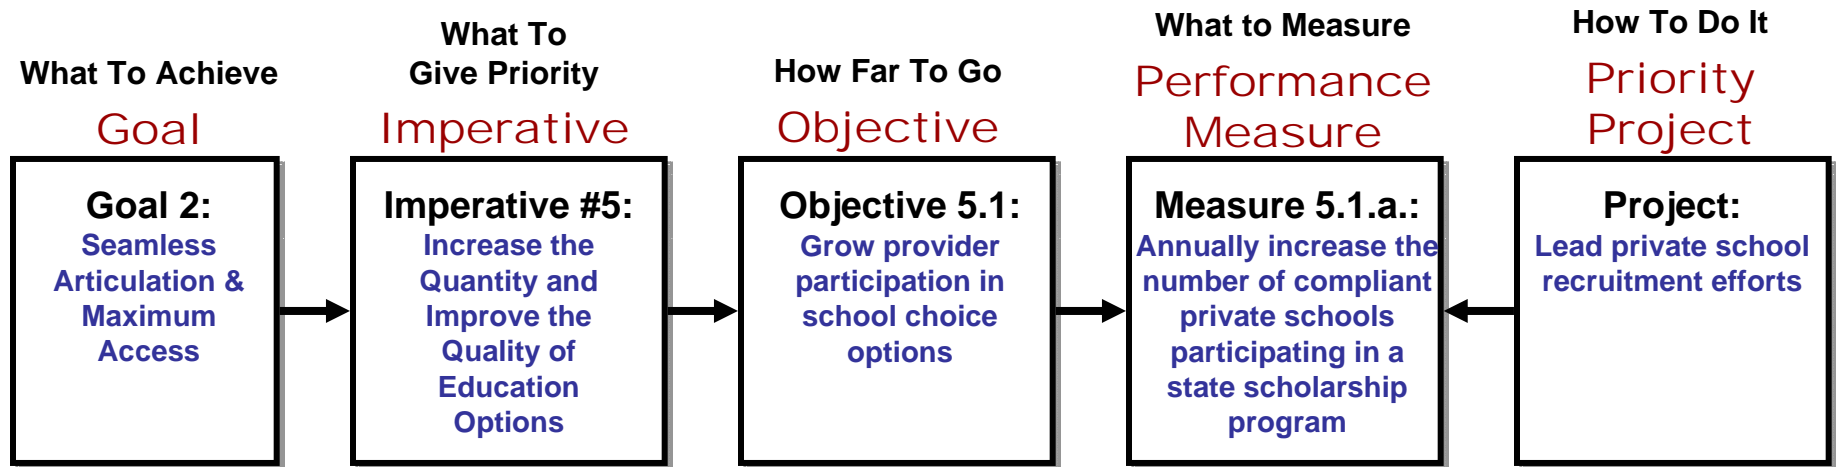 What To Achieve
Goal
Goal 2:
Seamless
Articulation &
Maximum
Access
What To
Give Priority
Imperative
Imperative #5:
Increase the
Quantity and
Improve the
Quality of
Education
Options
How Far To Go
Objective
Objective 5.1:
Grow provider
participation in
school choice
options
What to Measure
Performance
Measure
Measure 5.1.a.:
Annually increase the
number of compliant
private schools
participating in a
state scholarship
program
How To Do It
Priority
Project
Project:
Lead private school
recruitment efforts